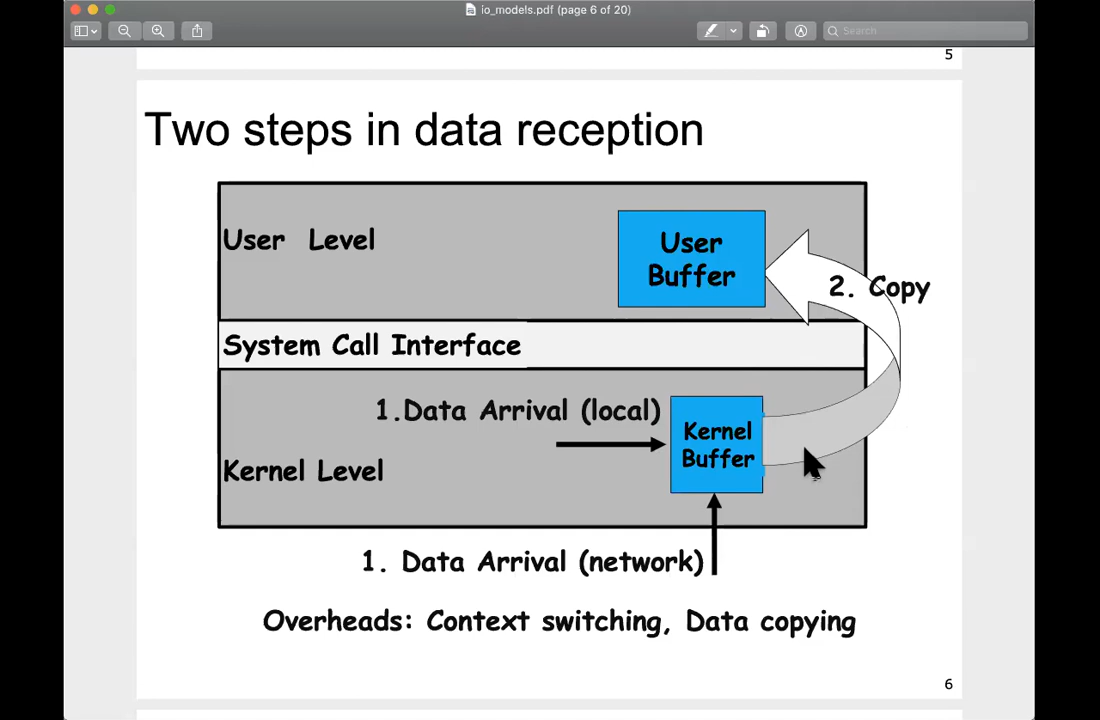 io_models.pdf (page 6 of 20)
Search
5
Two steps in data reception
User Level
User
Buffer
2. Copy
System Call Interface
1.Data Arrival (local)
Kernel
Buffer
Kernel Level
1. Data Arrival (network)
Overheads: Context switching, Data copying
6